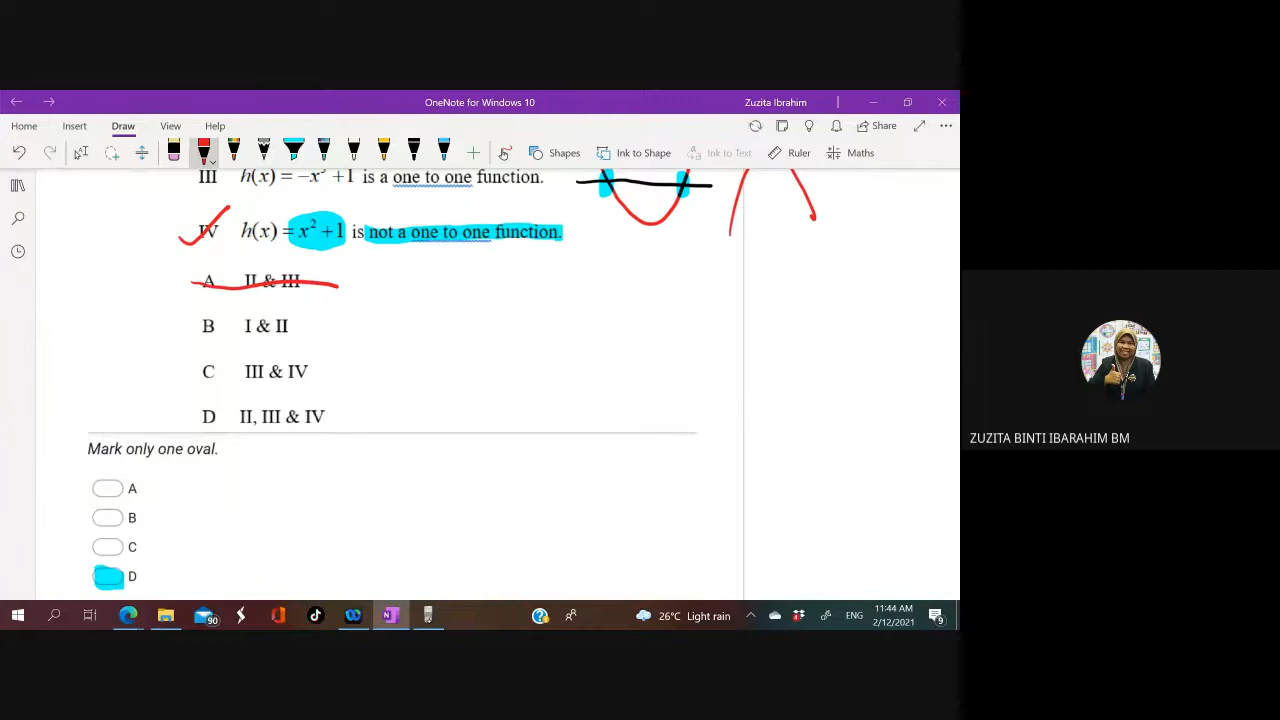 OneNote for Windows 10
Zuzita Ibrahim
Home Insert Draw View Help
Share
Shapes Ink to Shape Ink to Text Ruler Maths
III h(x) = −x³ +1 is a one to one function.
IV h(x) = x² +1 is not a one to one function.
A II & III
B I & II
C III & IV
D II, III & IV
Mark only one oval.
A
B
C
D
ZUZITA BINTI IBARAHIM BM
90
26°C Light rain
4
ENG
11:44 AM
2/12/2021
9